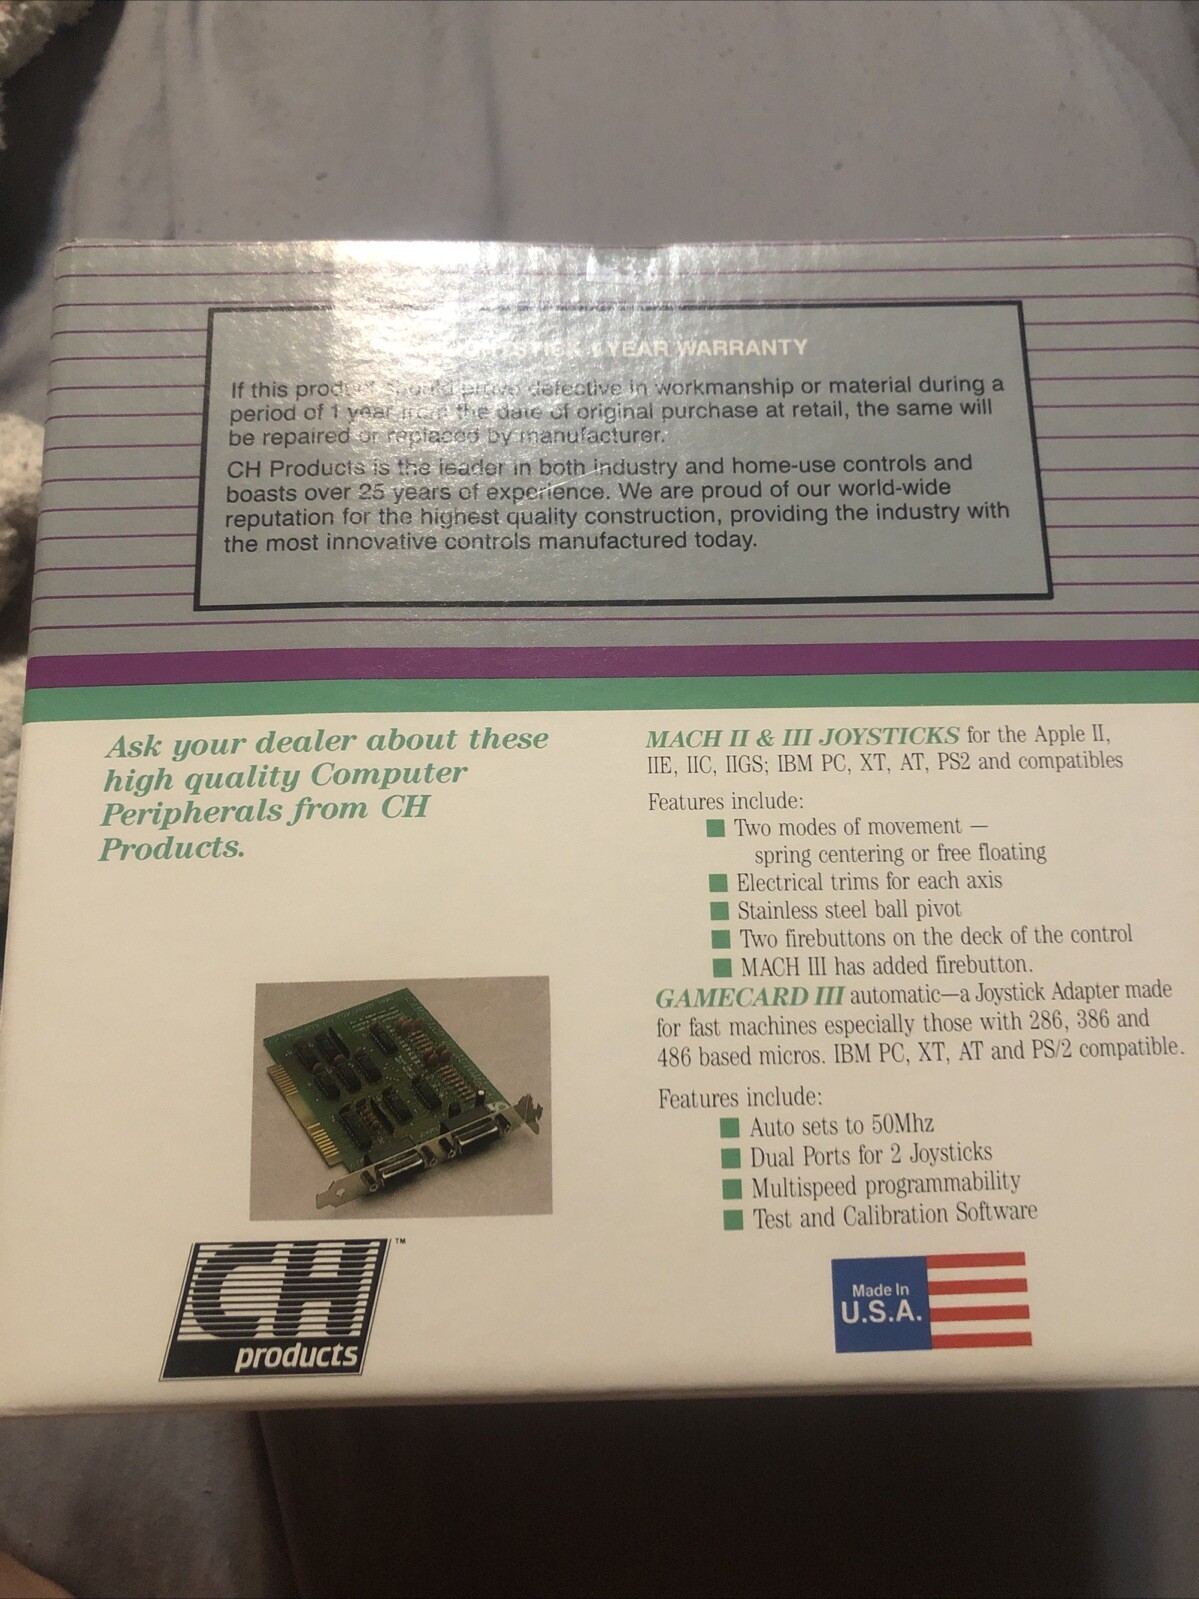 1 YEAR WARRANTY
If this product should prove defective in workmanship or material during a
period of 1 year from the date of original purchase at retail, the same will
be repaired or replaced by manufacturer.
CH Products is the leader in both industry and home-use controls and
boasts over 25 years of experience. We are proud of our world-wide
reputation for the highest quality construction, providing the industry with
the most innovative controls manufactured today.
Ask your dealer about these
high quality Computer
Peripherals from CH
Products.
MACH II & III JOYSTICKS for the Apple II,
IIE, IIC, IIGS; IBM PC, XT, AT, PS2 and compatibles
Features include:
Two modes of movement —
spring centering or free floating
Electrical trims for each axis
Stainless steel ball pivot
Two firebuttons on the deck of the control
MACH III has added firebutton.
GAMECARD III automatic—a Joystick Adapter made
for fast machines especially those with 286, 386 and
486 based micros. IBM PC, XT, AT and PS/2 compatible.
Features include:
Auto sets to 50Mhz
Dual Ports for 2 Joysticks
Multispeed programmability
Test and Calibration Software
CH TM
products
Made In
U.S.A.